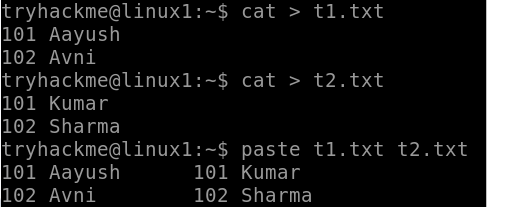 tryhackme@linux1:~$ cat > t1.txt
101 Aayush
102 Avni
tryhackme@linux1:~$ cat > t2.txt
101 Kumar
102 Sharma
tryhackme@linux1:~$ paste t1.txt t2.txt
101 Aayush      101 Kumar
102 Avni        102 Sharma